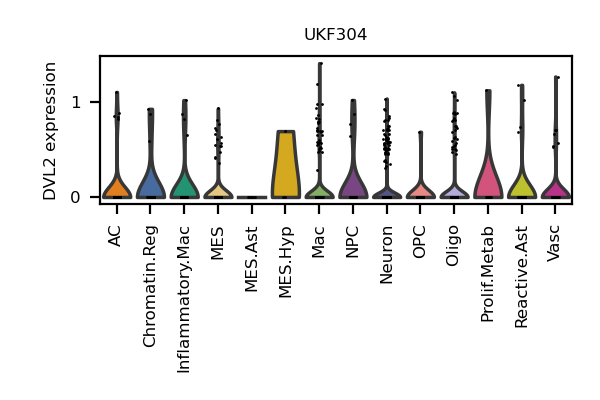 UKF304
DVL2 expression
1
0
AC
Chromatin.Reg
Inflammatory.Mac
MES
MES.Ast
MES.Hyp
Mac
NPC
Neuron
OPC
Oligo
Prolif.Metab
Reactive.Ast
Vasc